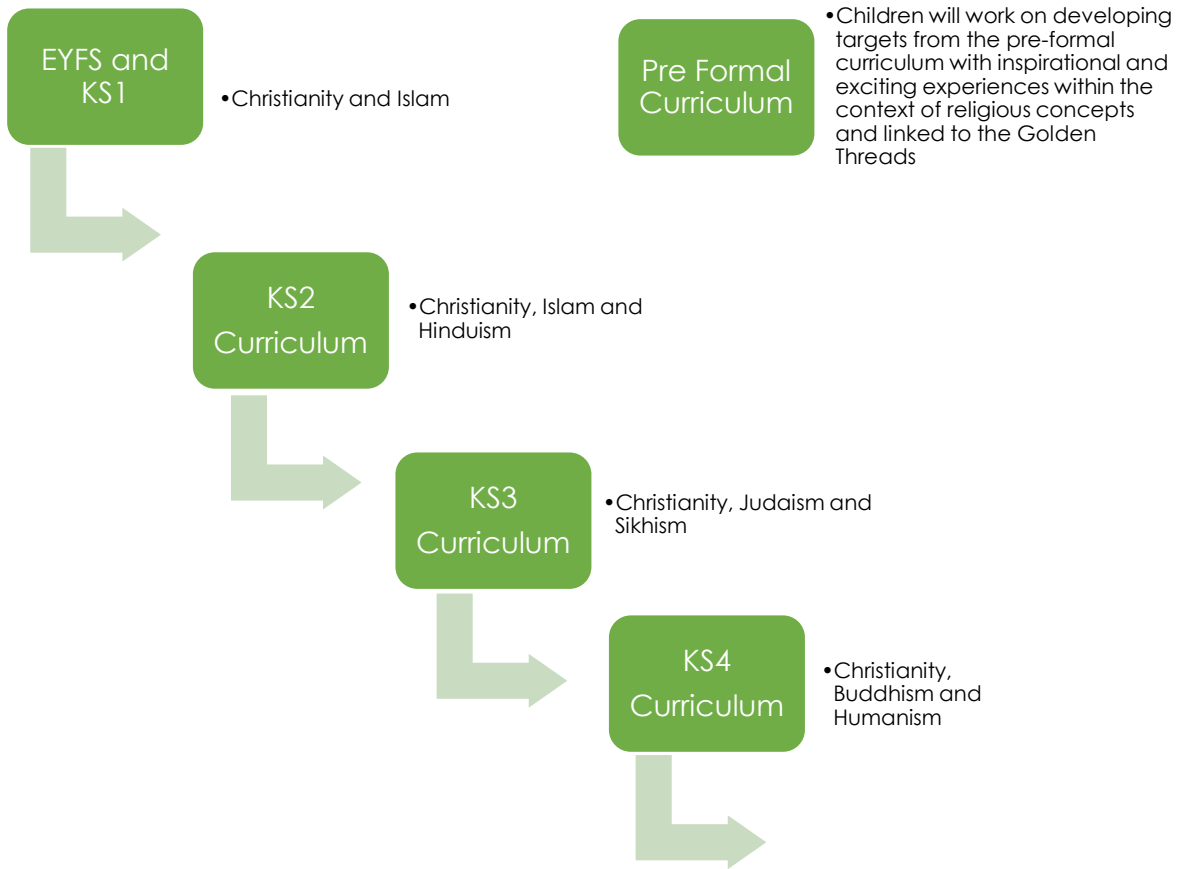 EYFS and
KS1
•Christianity and Islam
Pre Formal
Curriculum
•Children will work on developing
targets from the pre-formal
curriculum with inspirational and
exciting experiences within the
context of religious concepts
and linked to the Golden
Threads
KS2
Curriculum
•Christianity, Islam and
Hinduism
KS3
Curriculum
•Christianity, Judaism and
Sikhism
KS4
Curriculum
•Christianity,
Buddhism and
Humanism